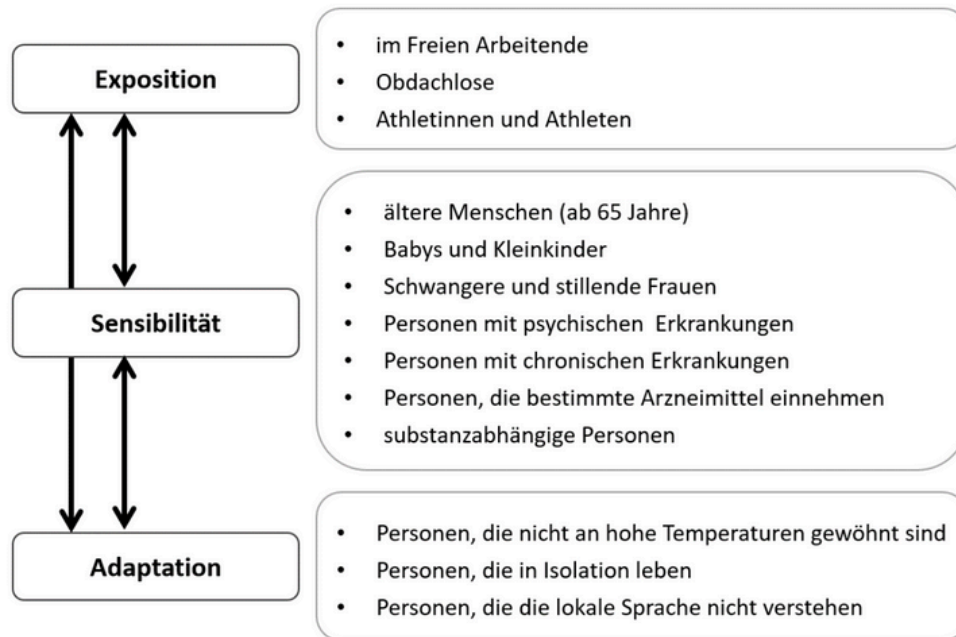 Exposition
• im Freien Arbeitende
• Obdachlose
• Athletinnen und Athleten
Sensibilität
• ältere Menschen (ab 65 Jahre)
• Babys und Kleinkinder
• Schwangere und stillende Frauen
• Personen mit psychischen Erkrankungen
• Personen mit chronischen Erkrankungen
• Personen, die bestimmte Arzneimittel einnehmen
• substanzabhängige Personen
Adaptation
• Personen, die nicht an hohe Temperaturen gewöhnt sind
• Personen, die in Isolation leben
• Personen, die die lokale Sprache nicht verstehen